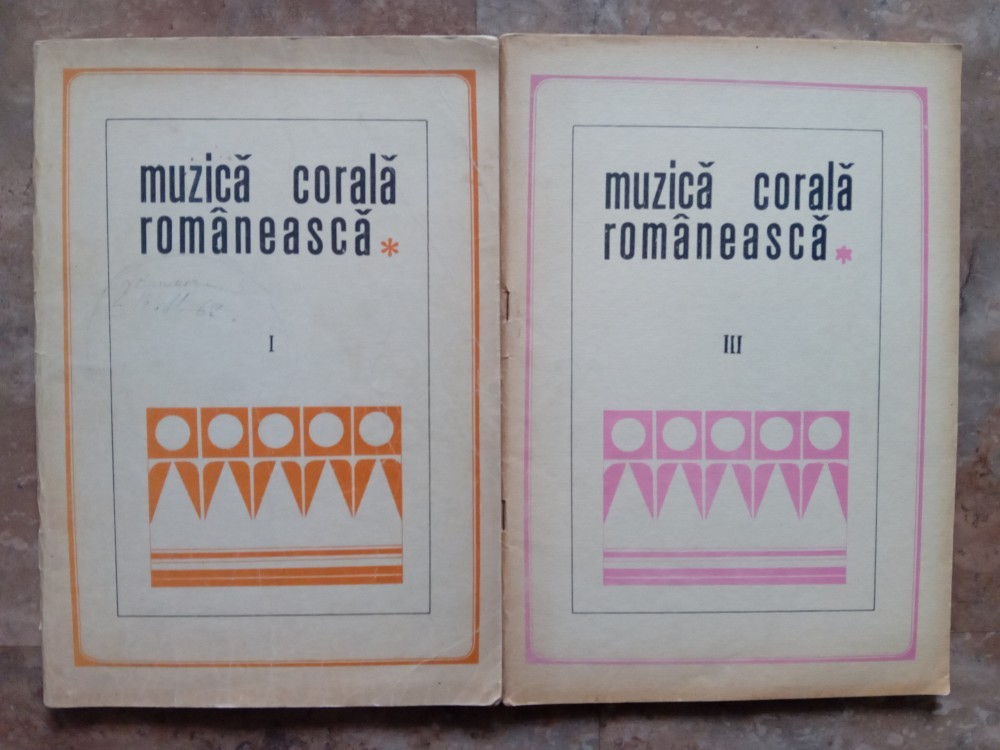 muzică corală
românească*
I
muzică corală
românească*
III